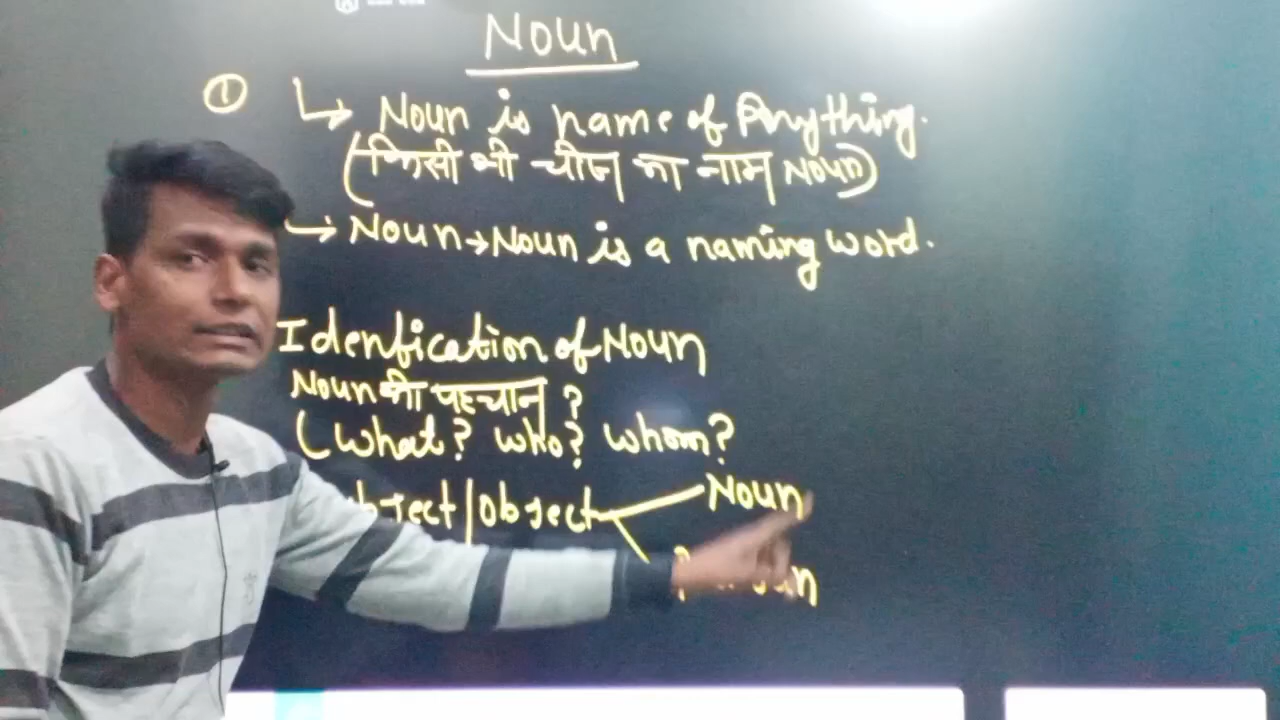 Noun
① ↳ Noun is name of Anything.
(किसी भी चीज का नाम Noun)
→ Noun→Noun is a naming word.
Idenfication of Noun
Noun की पहचान ?
(What? who? whom?
bject/object Noun